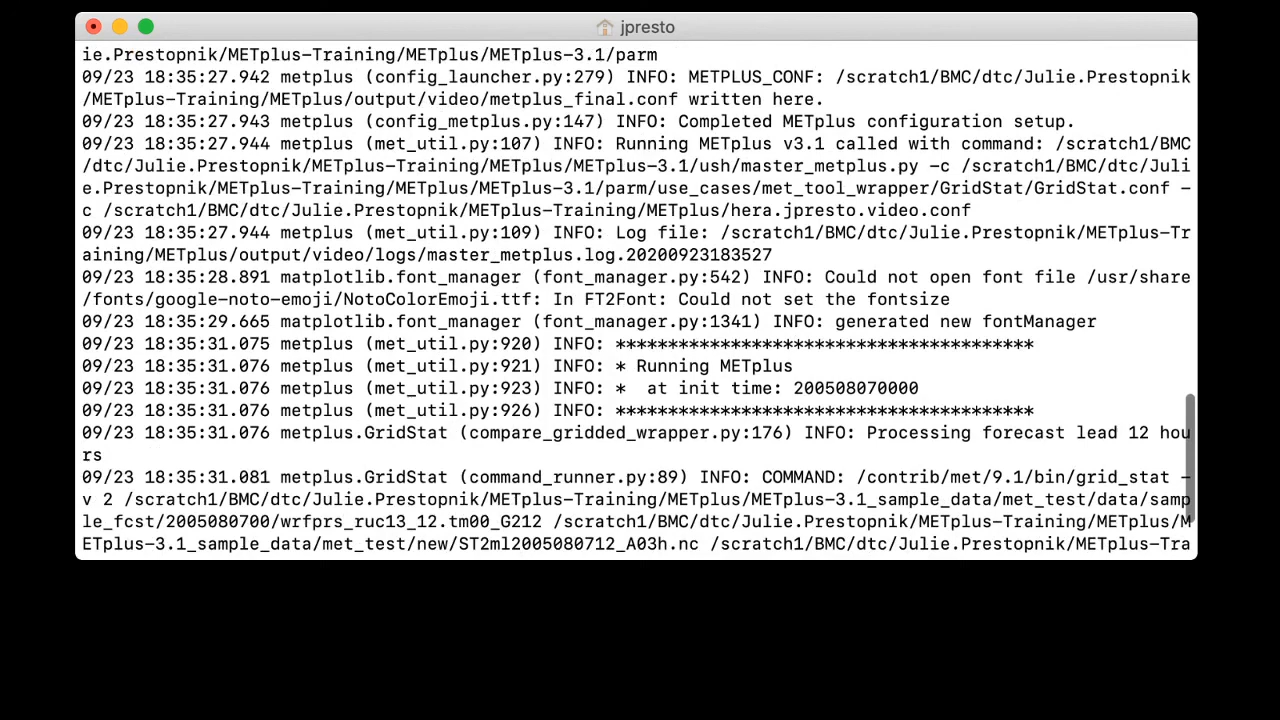 jpresto
ie.Prestopnik/METplus-Training/METplus/METplus-3.1/parm
09/23 18:35:27.942 metplus (config_launcher.py:279) INFO: METPLUS_CONF: /scratch1/BMC/dtc/Julie.Prestopnik
/METplus-Training/METplus/output/video/metplus_final.conf written here.
09/23 18:35:27.943 metplus (config_metplus.py:147) INFO: Completed METplus configuration setup.
09/23 18:35:27.944 metplus (met_util.py:107) INFO: Running METplus v3.1 called with command: /scratch1/BMC
/dtc/Julie.Prestopnik/METplus-Training/METplus/METplus-3.1/ush/master_metplus.py -c /scratch1/BMC/dtc/Juli
e.Prestopnik/METplus-Training/METplus/METplus-3.1/parm/use_cases/met_tool_wrapper/GridStat/GridStat.conf -
c /scratch1/BMC/dtc/Julie.Prestopnik/METplus-Training/METplus/hera.jpresto.video.conf
09/23 18:35:27.944 metplus (met_util.py:109) INFO: Log file: /scratch1/BMC/dtc/Julie.Prestopnik/METplus-Tr
aining/METplus/output/video/logs/master_metplus.log.20200923183527
09/23 18:35:28.891 matplotlib.font_manager (font_manager.py:542) INFO: Could not open font file /usr/share
/fonts/google-noto-emoji/NotoColorEmoji.ttf: In FT2Font: Could not set the fontsize
09/23 18:35:29.665 matplotlib.font_manager (font_manager.py:1341) INFO: generated new fontManager
09/23 18:35:31.075 metplus (met_util.py:920) INFO: ****************************************
09/23 18:35:31.076 metplus (met_util.py:921) INFO: * Running METplus
09/23 18:35:31.076 metplus (met_util.py:923) INFO: *  at init time: 200508070000
09/23 18:35:31.076 metplus (met_util.py:926) INFO: ****************************************
09/23 18:35:31.076 metplus.GridStat (compare_gridded_wrapper.py:176) INFO: Processing forecast lead 12 hou
rs
09/23 18:35:31.081 metplus.GridStat (command_runner.py:89) INFO: COMMAND: /contrib/met/9.1/bin/grid_stat -
v 2 /scratch1/BMC/dtc/Julie.Prestopnik/METplus-Training/METplus/METplus-3.1_sample_data/met_test/data/samp
le_fcst/2005080700/wrfprs_ruc13_12.tm00_G212 /scratch1/BMC/dtc/Julie.Prestopnik/METplus-Training/METplus/M
ETplus-3.1_sample_data/met_test/new/ST2ml2005080712_A03h.nc /scratch1/BMC/dtc/Julie.Prestopnik/METplus-Tra